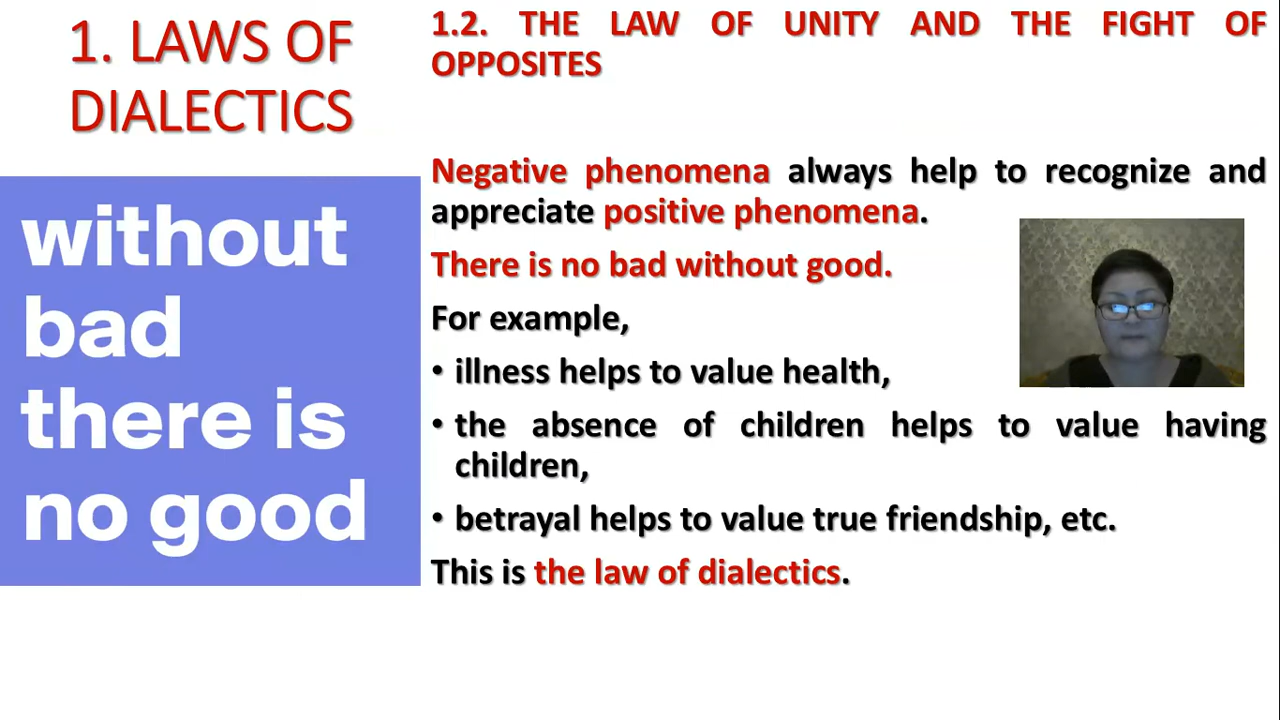 1. LAWS OF
DIALECTICS
without
bad
there is
no good
1.2. THE LAW OF UNITY AND THE FIGHT OF
OPPOSITES
Negative phenomena always help to recognize and
appreciate positive phenomena.
There is no bad without good.
For example,
• illness helps to value health,
• the absence of children helps to value having
children,
• betrayal helps to value true friendship, etc.
This is the law of dialectics.